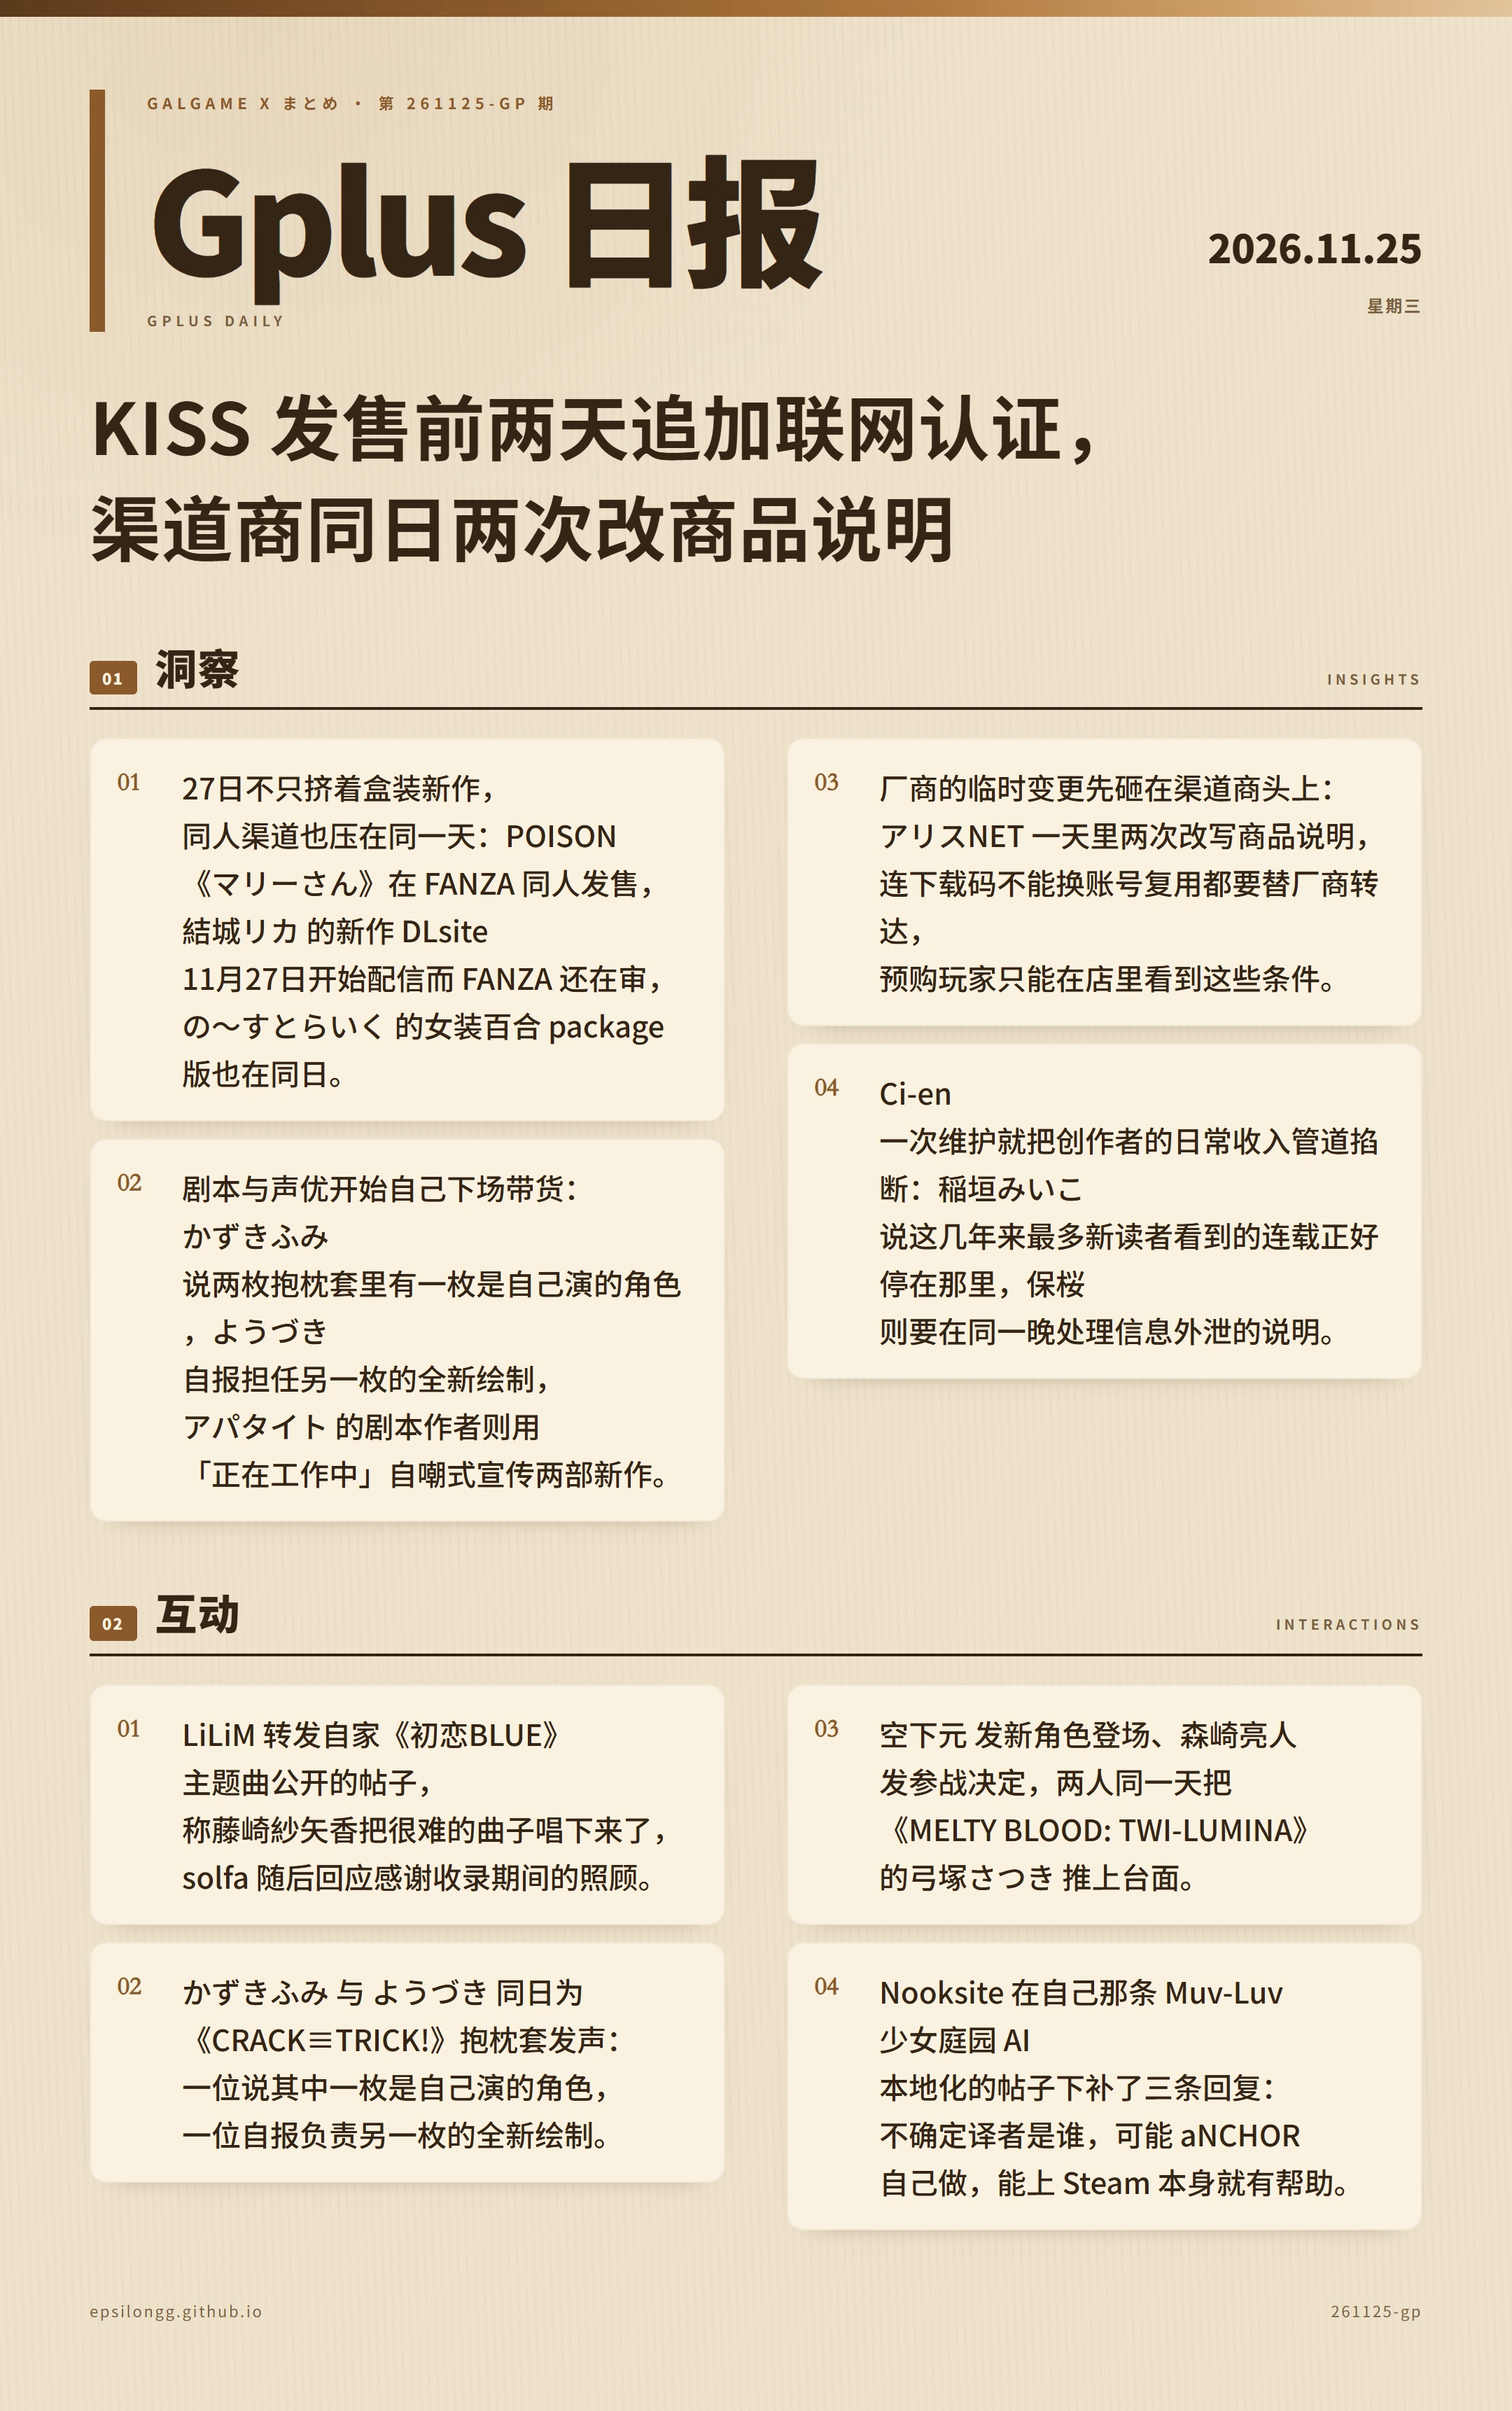 GALGAME X まとめ ・ 第 261125-GP 期
Gplus 日报
GPLUS DAILY
2026.11.25
星期三
KISS 发售前两天追加联网认证，
渠道商同日两次改商品说明
01 洞察
INSIGHTS
01
27日不只挤着盒装新作，
同人渠道也压在同一天：POISON
《マリーさん》在 FANZA 同人发售，
結城リカ 的新作 DLsite
11月27日开始配信而 FANZA 还在审，
の～すとらいく 的女装百合 package
版也在同日。
02
剧本与声优开始自己下场带货：
かずきふみ
说两枚抱枕套里有一枚是自己演的角色
，ようづき
自报担任另一枚的全新绘制，
アパタイト 的剧本作者则用
「正在工作中」自嘲式宣传两部新作。
03
厂商的临时变更先砸在渠道商头上：
アリスNET 一天里两次改写商品说明，
连下载码不能换账号复用都要替厂商转
达，
预购玩家只能在店里看到这些条件。
04
Ci-en
一次维护就把创作者的日常收入管道掐
断：稲垣みいこ
说这几年来最多新读者看到的连载正好
停在那里，保桜
则要在同一晚处理信息外泄的说明。
02 互动
INTERACTIONS
01
LiLiM 转发自家《初恋BLUE》
主题曲公开的帖子，
称藤崎紗矢香把很难的曲子唱下来了，
solfa 随后回应感谢收录期间的照顾。
02
かずきふみ 与 ようづき 同日为
《CRACK≡TRICK!》抱枕套发声：
一位说其中一枚是自己演的角色，
一位自报负责另一枚的全新绘制。
03
空下元 发新角色登场、森崎亮人
发参战决定，两人同一天把
《MELTY BLOOD: TWI-LUMINA》
的弓塚さつき 推上台面。
04
Nooksite 在自己那条 Muv-Luv
少女庭园 AI
本地化的帖子下补了三条回复：
不确定译者是谁，可能 aNCHOR
自己做，能上 Steam 本身就有帮助。
epsilongg.github.io
261125-gp